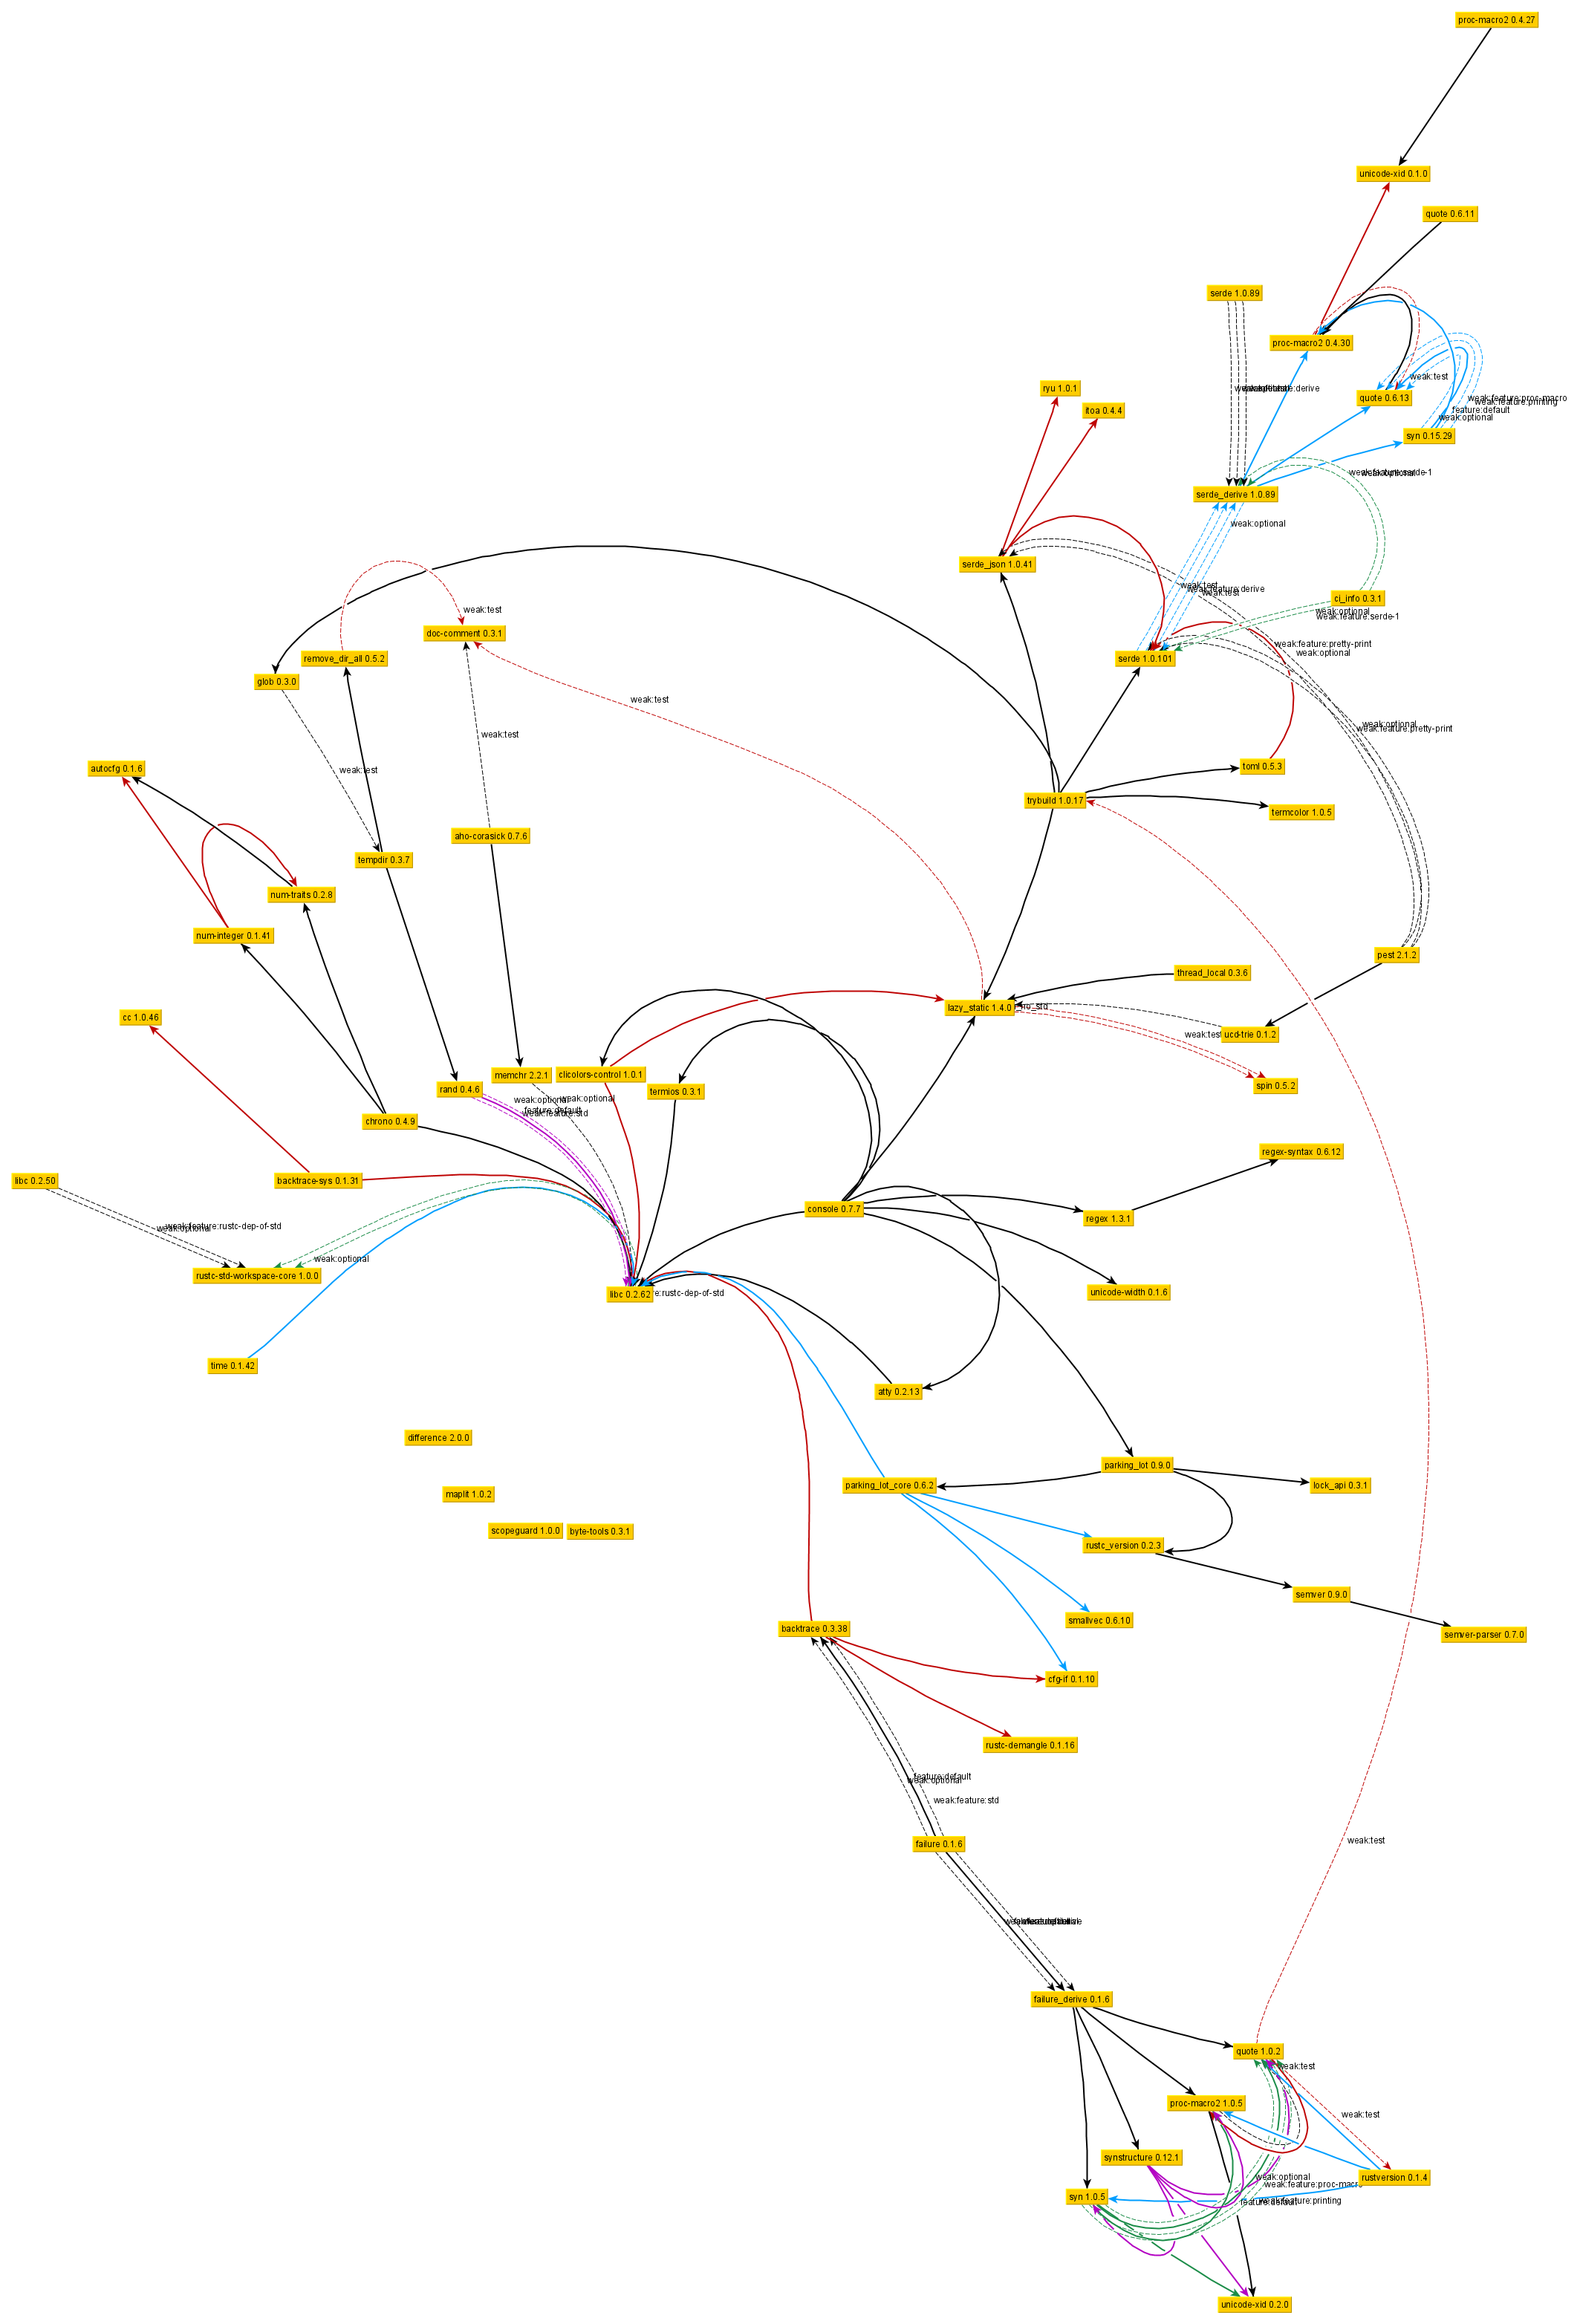 proc-macro2 0.4.27
unicode-xid 0.1.0
quote 0.6.11
serde 1.0.89
proc-macro2 0.4.30
weak:test
ryu 1.0.1
quote 0.6.13
weak:feature:proc-macro
weak:feature:printing
itoa 0.4.4
feature:default
weak:optional
syn 0.15.29
serde_derive 1.0.89
weak:optional
serde_json 1.0.41
weak:test
weak:feature:derive
weak:test
ci_info 0.3.1
weak:optional
weak:feature:serde-1
weak:test
doc-comment 0.3.1
weak:feature:pretty-print
weak:optional
remove_dir_all 0.5.2
serde 1.0.101
glob 0.3.0
weak:test
weak:optional
weak:feature:pretty-print
weak:test
autocfg 0.1.6
weak:test
toml 0.5.3
trybuild 1.0.17
termcolor 1.0.5
aho-corasick 0.7.6
tempdir 0.3.7
num-traits 0.2.8
num-integer 0.1.41
pest 2.1.2
thread_local 0.3.6
lazy_static 1.4.0
cc 1.0.46
weak:test
ucd-trie 0.1.2
memchr 2.2.1
clicolors-control 1.0.1
spin 0.5.2
rand 0.4.6
termios 0.3.1
weak:optional
weak:optional
feature:default
weak:feature:std
chrono 0.4.9
regex-syntax 0.6.12
libc 0.2.50
backtrace-sys 0.1.31
console 0.7.7
regex 1.3.1
weak:feature:rustc-dep-of-std
weak:optional
weak:optional
rustc-std-workspace-core 1.0.0
libc 0.2.62
e:rustc-dep-of-std
unicode-width 0.1.6
time 0.1.42
atty 0.2.13
difference 2.0.0
parking_lot 0.9.0
parking_lot_core 0.6.2
lock_api 0.3.1
maplit 1.0.2
scopeguard 1.0.0
byte-tools 0.3.1
rustc_version 0.2.3
semver 0.9.0
smallvec 0.6.10
backtrace 0.3.38
semver-parser 0.7.0
cfg-if 0.1.10
rustc-demangle 0.1.16
feature:default
weak:optional
weak:feature:std
failure 0.1.6
weak:test
failure_derive 0.1.6
quote 1.0.2
weak:test
proc-macro2 1.0.5
weak:test
synstructure 0.12.1
weak:optional
rustversion 0.1.4
weak:feature:proc-macro
syn 1.0.5
weak:feature:printing
feature:default
unicode-xid 0.2.0